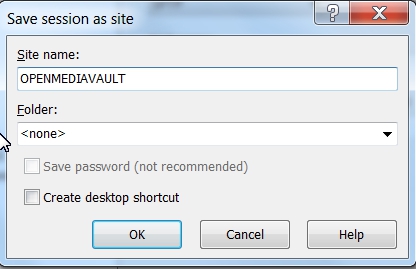 Save session as site
?
Site name:
OPENMEDIAVAULT
Folder:
<none>
Save password (not recommended)
Create desktop shortcut
OK Cancel Help